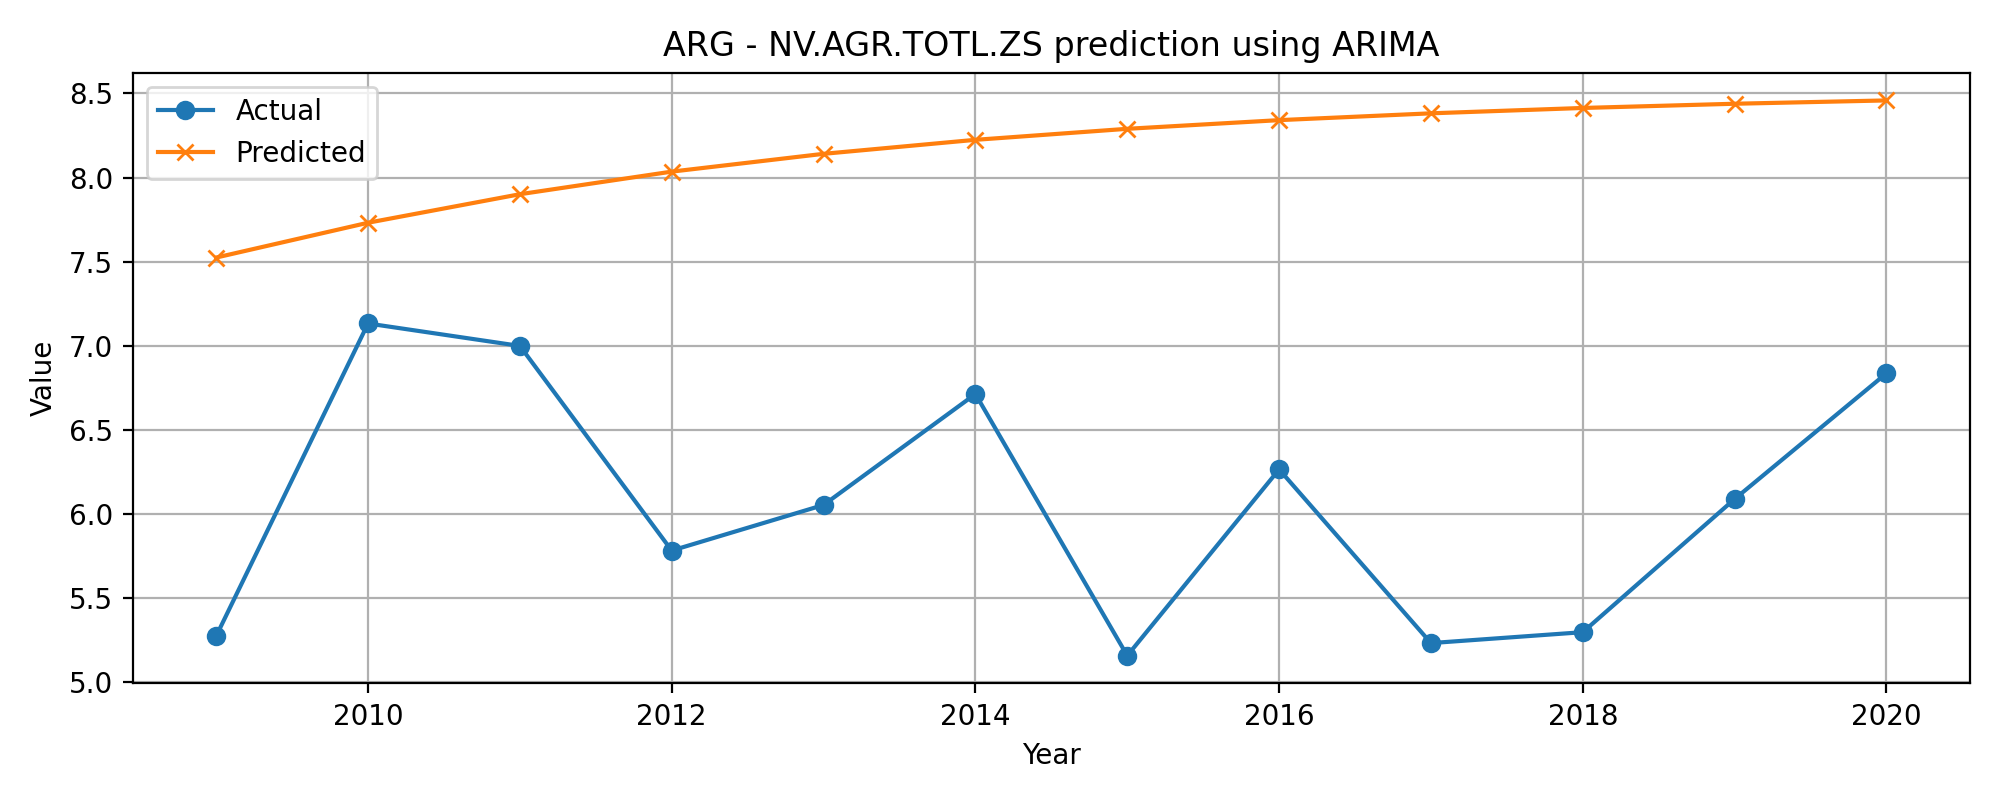 ARG - NV.AGR.TOTL.ZS prediction using ARIMA
Actual
Predicted
8.5
8.0
7.5
7.0
6.5
6.0
5.5
5.0
Value
2010 2012 2014 2016 2018 2020
Year